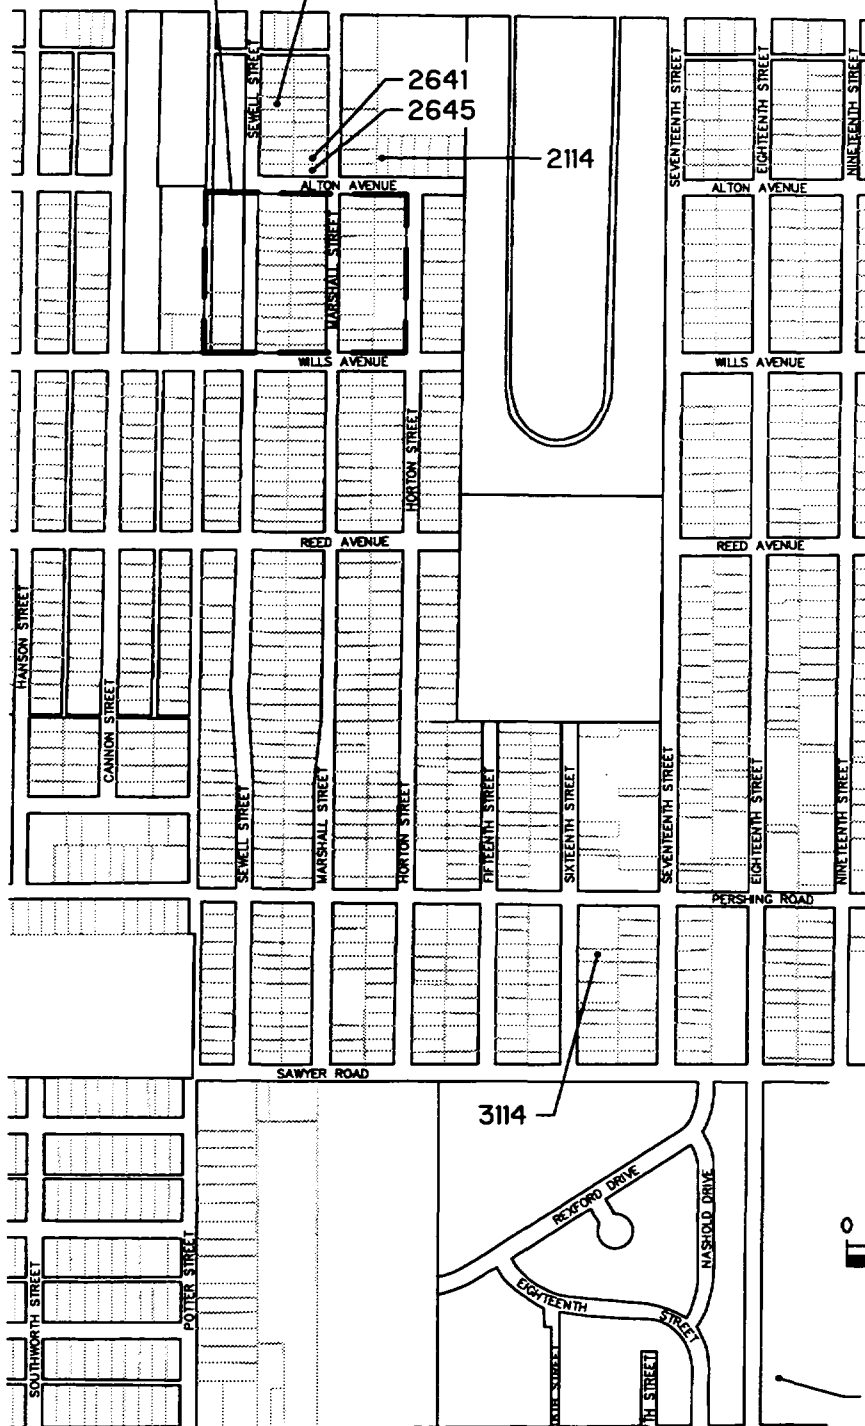 SEWELL STREET
2641
2645
2114
SEVENTEENTH STREET
EIGHTEENTH STREET
NINETEENTH STREET
ALTON AVENUE
ALTON AVENUE
MARSHALL STREET
WILLS AVENUE
WILLS AVENUE
HORTON STREET
REED AVENUE
REED AVENUE
HANSON STREET
CANNON STREET
SEWELL STREET
MARSHALL STREET
HORTON STREET
FIFTEENTH STREET
SIXTEENTH STREET
SEVENTEENTH STREET
EIGHTEENTH STREET
NINETEENTH STREET
PERSHING ROAD
SAWYER ROAD
3114
REXFORD DRIVE
NASHOLD DRIVE
0
EIGHTEENTH STREET
POTTER STREET
SOUTHWORTH STREET
STREET
TH STREET